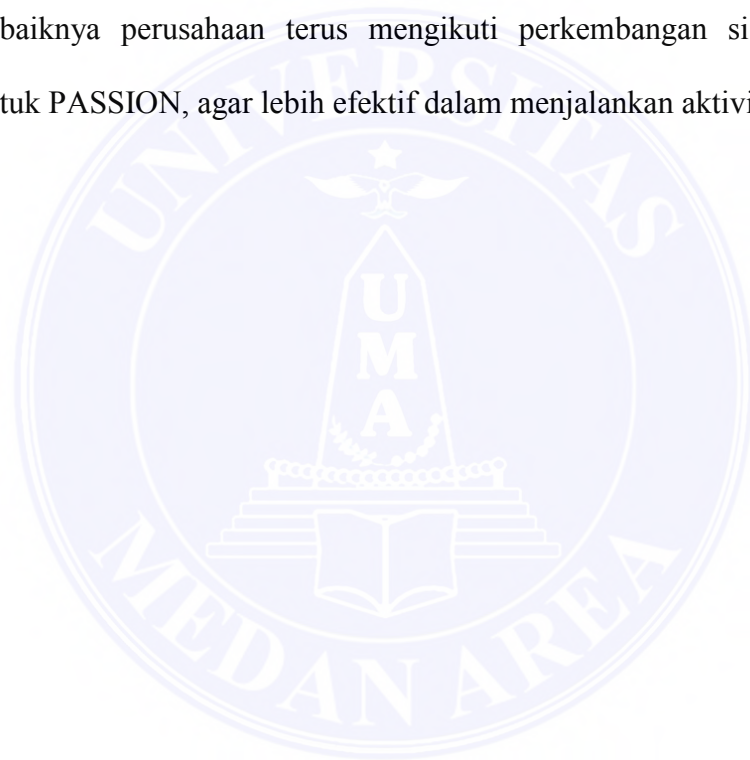 baiknya perusahaan terus mengikuti perkembangan si
tuk PASSION, agar lebih efektif dalam menjalankan aktivi
UNIVERSITAS
U
M
A
MEDAN AREA